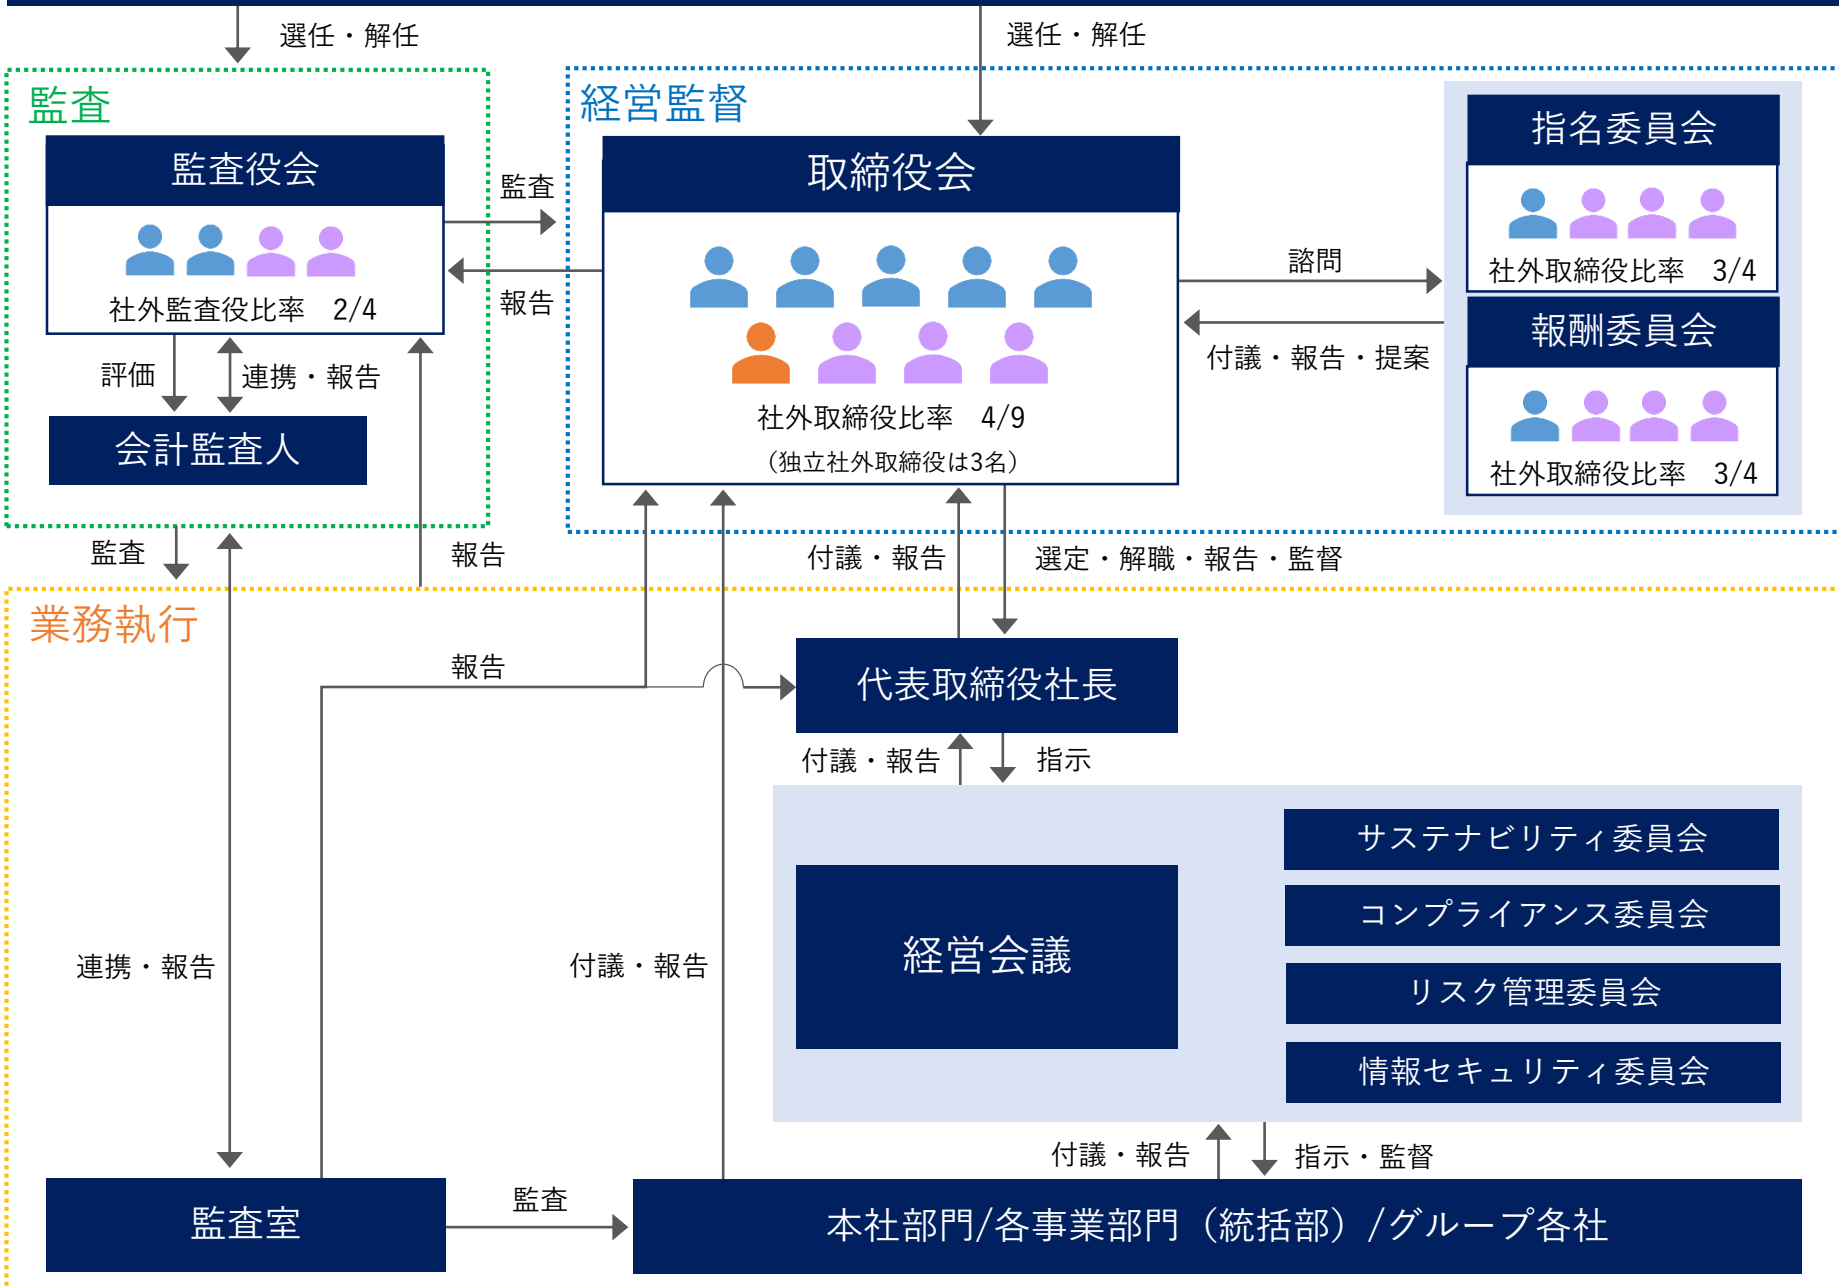 選任・解任
選任・解任
監査
監査役会
社外監査役比率　2/4
評価
連携・報告
会計監査人
監査
報告
経営監督
取締役会
社外取締役比率　4/9
（独立社外取締役は3名）
諮問
付議・報告・提案
指名委員会
社外取締役比率　3/4
報酬委員会
社外取締役比率　3/4
監査
報告
付議・報告
選定・解職・報告・監督
業務執行
報告
代表取締役社長
付議・報告
指示
経営会議
サステナビリティ委員会
コンプライアンス委員会
リスク管理委員会
情報セキュリティ委員会
連携・報告
付議・報告
付議・報告
指示・監督
監査室
監査
本社部門/各事業部門（統括部）/グループ各社